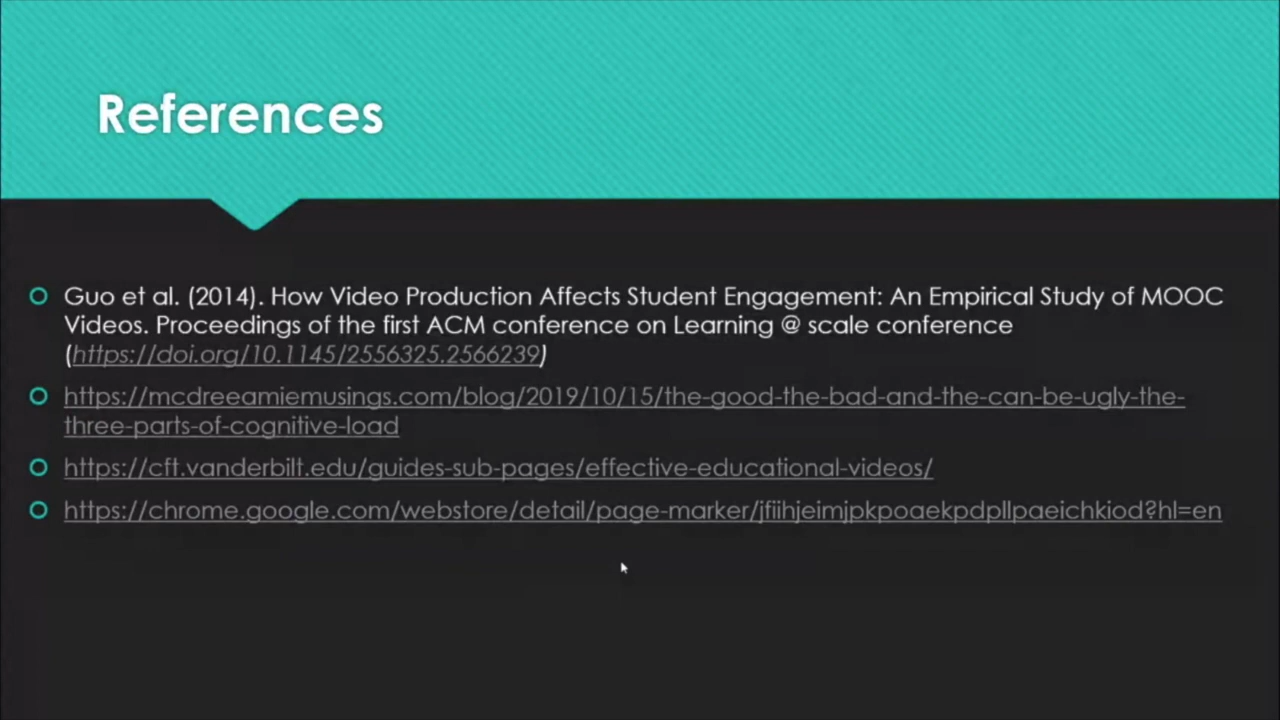 References
Guo et al. (2014). How Video Production Affects Student Engagement: An Empirical Study of MOOC
Videos. Proceedings of the first ACM conference on Learning @ scale conference
(https://doi.org/10.1145/2556325.2566239)
https://mcdreeamiemusings.com/blog/2019/10/15/the-good-the-bad-and-the-can-be-ugly-the-
three-parts-of-cognitive-load
https://cft.vanderbilt.edu/guides-sub-pages/effective-educational-videos/
https://chrome.google.com/webstore/detail/page-marker/jfiihjeimjpkpoaekpdpllpaeichkiod?hl=en